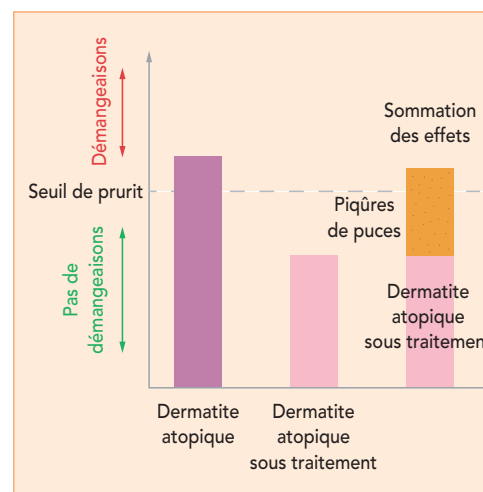 Démangeaisons
Seuil de prurit
Pas de
démangeaisons
Sommation
des effets
Piqûres
de puces
Dermatite
atopique
sous traitement
Dermatite
atopique
Dermatite
atopique
sous traitement